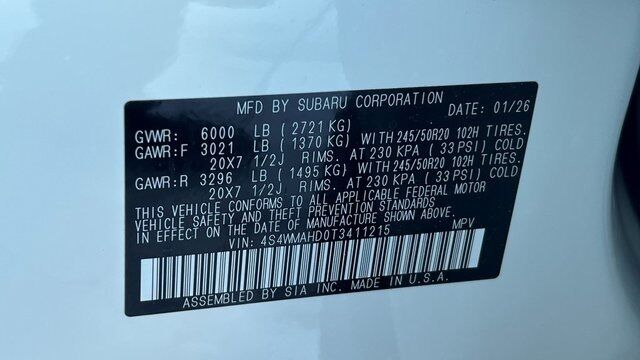 MFD BY SUBARU CORPORATION DATE: 01/26
GVWR: 6000 LB (2721 KG)
GAWR:F 3021 LB (1370 KG) WITH 245/50R20 102H TIRES.
20X7 1/2J RIMS. AT 230 KPA (33 PSI) COLD
GAWR:R 3296 LB (1495 KG) WITH 245/50R20 102H TIRES.
20X7 1/2J RIMS. AT 230 KPA (33 PSI) COLD
THIS VEHICLE CONFORMS TO ALL APPLICABLE FEDERAL MOTOR
VEHICLE SAFETY AND THEFT PREVENTION STANDARDS
IN EFFECT ON THE DATE OF MANUFACTURE SHOWN ABOVE.
VIN: 4S4WMAHD0T3411215 MPV
ASSEMBLED BY SIA INC. MADE IN U.S.A.